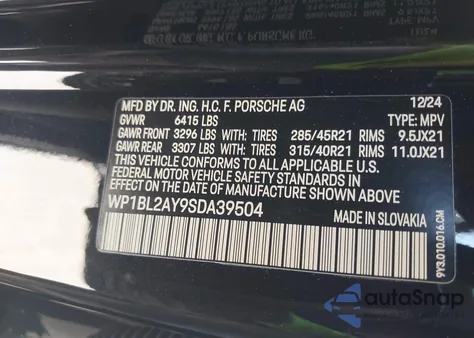 MFD BY DR. ING. H.C. F. PORSCHE AG 12/24
GVWR 6415 LBS TYPE: MPV
GAWR FRONT 3296 LBS WITH: TIRES 285/45R21 RIMS 9.5JX21
GAWR REAR 3307 LBS WITH: TIRES 315/40R21 RIMS 11.0JX21
THIS VEHICLE CONFORMS TO ALL APPLICABLE
FEDERAL MOTOR VEHICLE SAFETY STANDARDS IN EFFECT
ON THE DATE OF MANUFACTURE SHOWN ABOVE
WP1BL2AY9SDA39504 MADE IN SLOVAKIA
9Y3.010.016.CM
autoSnap